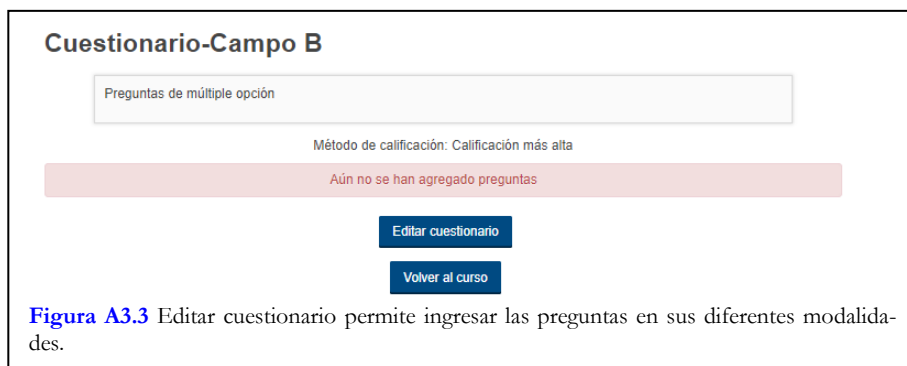 Cuestionario-Campo B
Preguntas de múltiple opción
Método de calificación: Calificación más alta
Aún no se han agregado preguntas
Editar cuestionario
Volver al curso
Figura A3.3 Editar cuestionario permite ingresar las preguntas en sus diferentes modalida-
des.